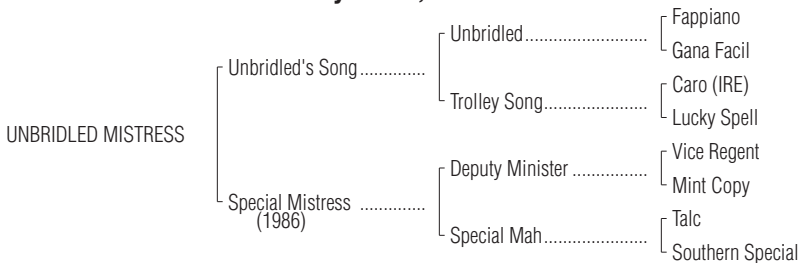 Fappiano
Unbridled..............................
Gana Facil
Unbridled's Song..............
Caro (IRE)
Trolley Song.........................
Lucky Spell
UNBRIDLED MISTRESS
Vice Regent
Deputy Minister ..................
Mint Copy
Special Mistress ..............
(1986)
Talc
Special Mah.........................
Southern Special